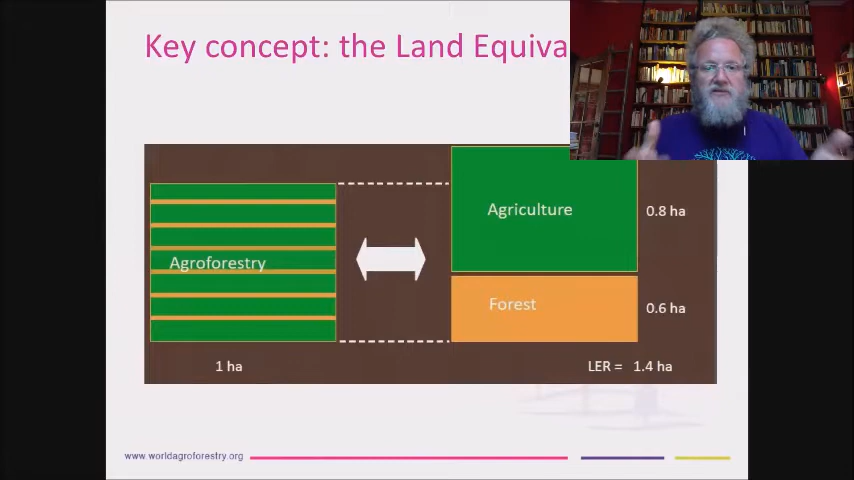 Key concept: the Land Equiva
Agriculture
0.8 ha
Agroforestry
Forest
0.6 ha
1 ha
LER = 1.4 ha
www.worldagroforestry.org